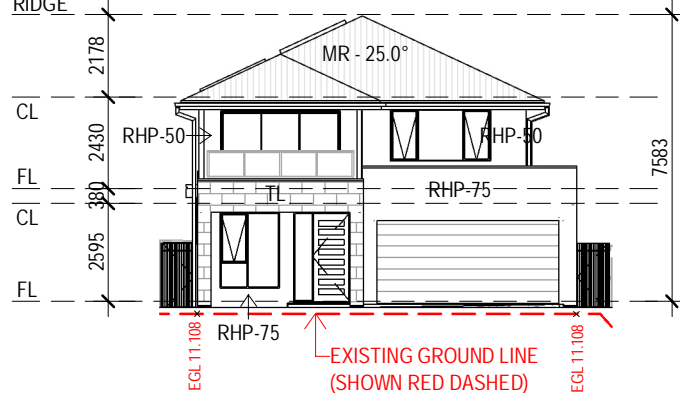 RIDGE
2178
MR - 25.0°
CL
2430
RHP-50
RHP-50
7583
FL
380
TL
RHP-75
CL
2595
FL
RHP-75
EGL 11.108
EXISTING GROUND LINE
(SHOWN RED DASHED)
EGL 11.108